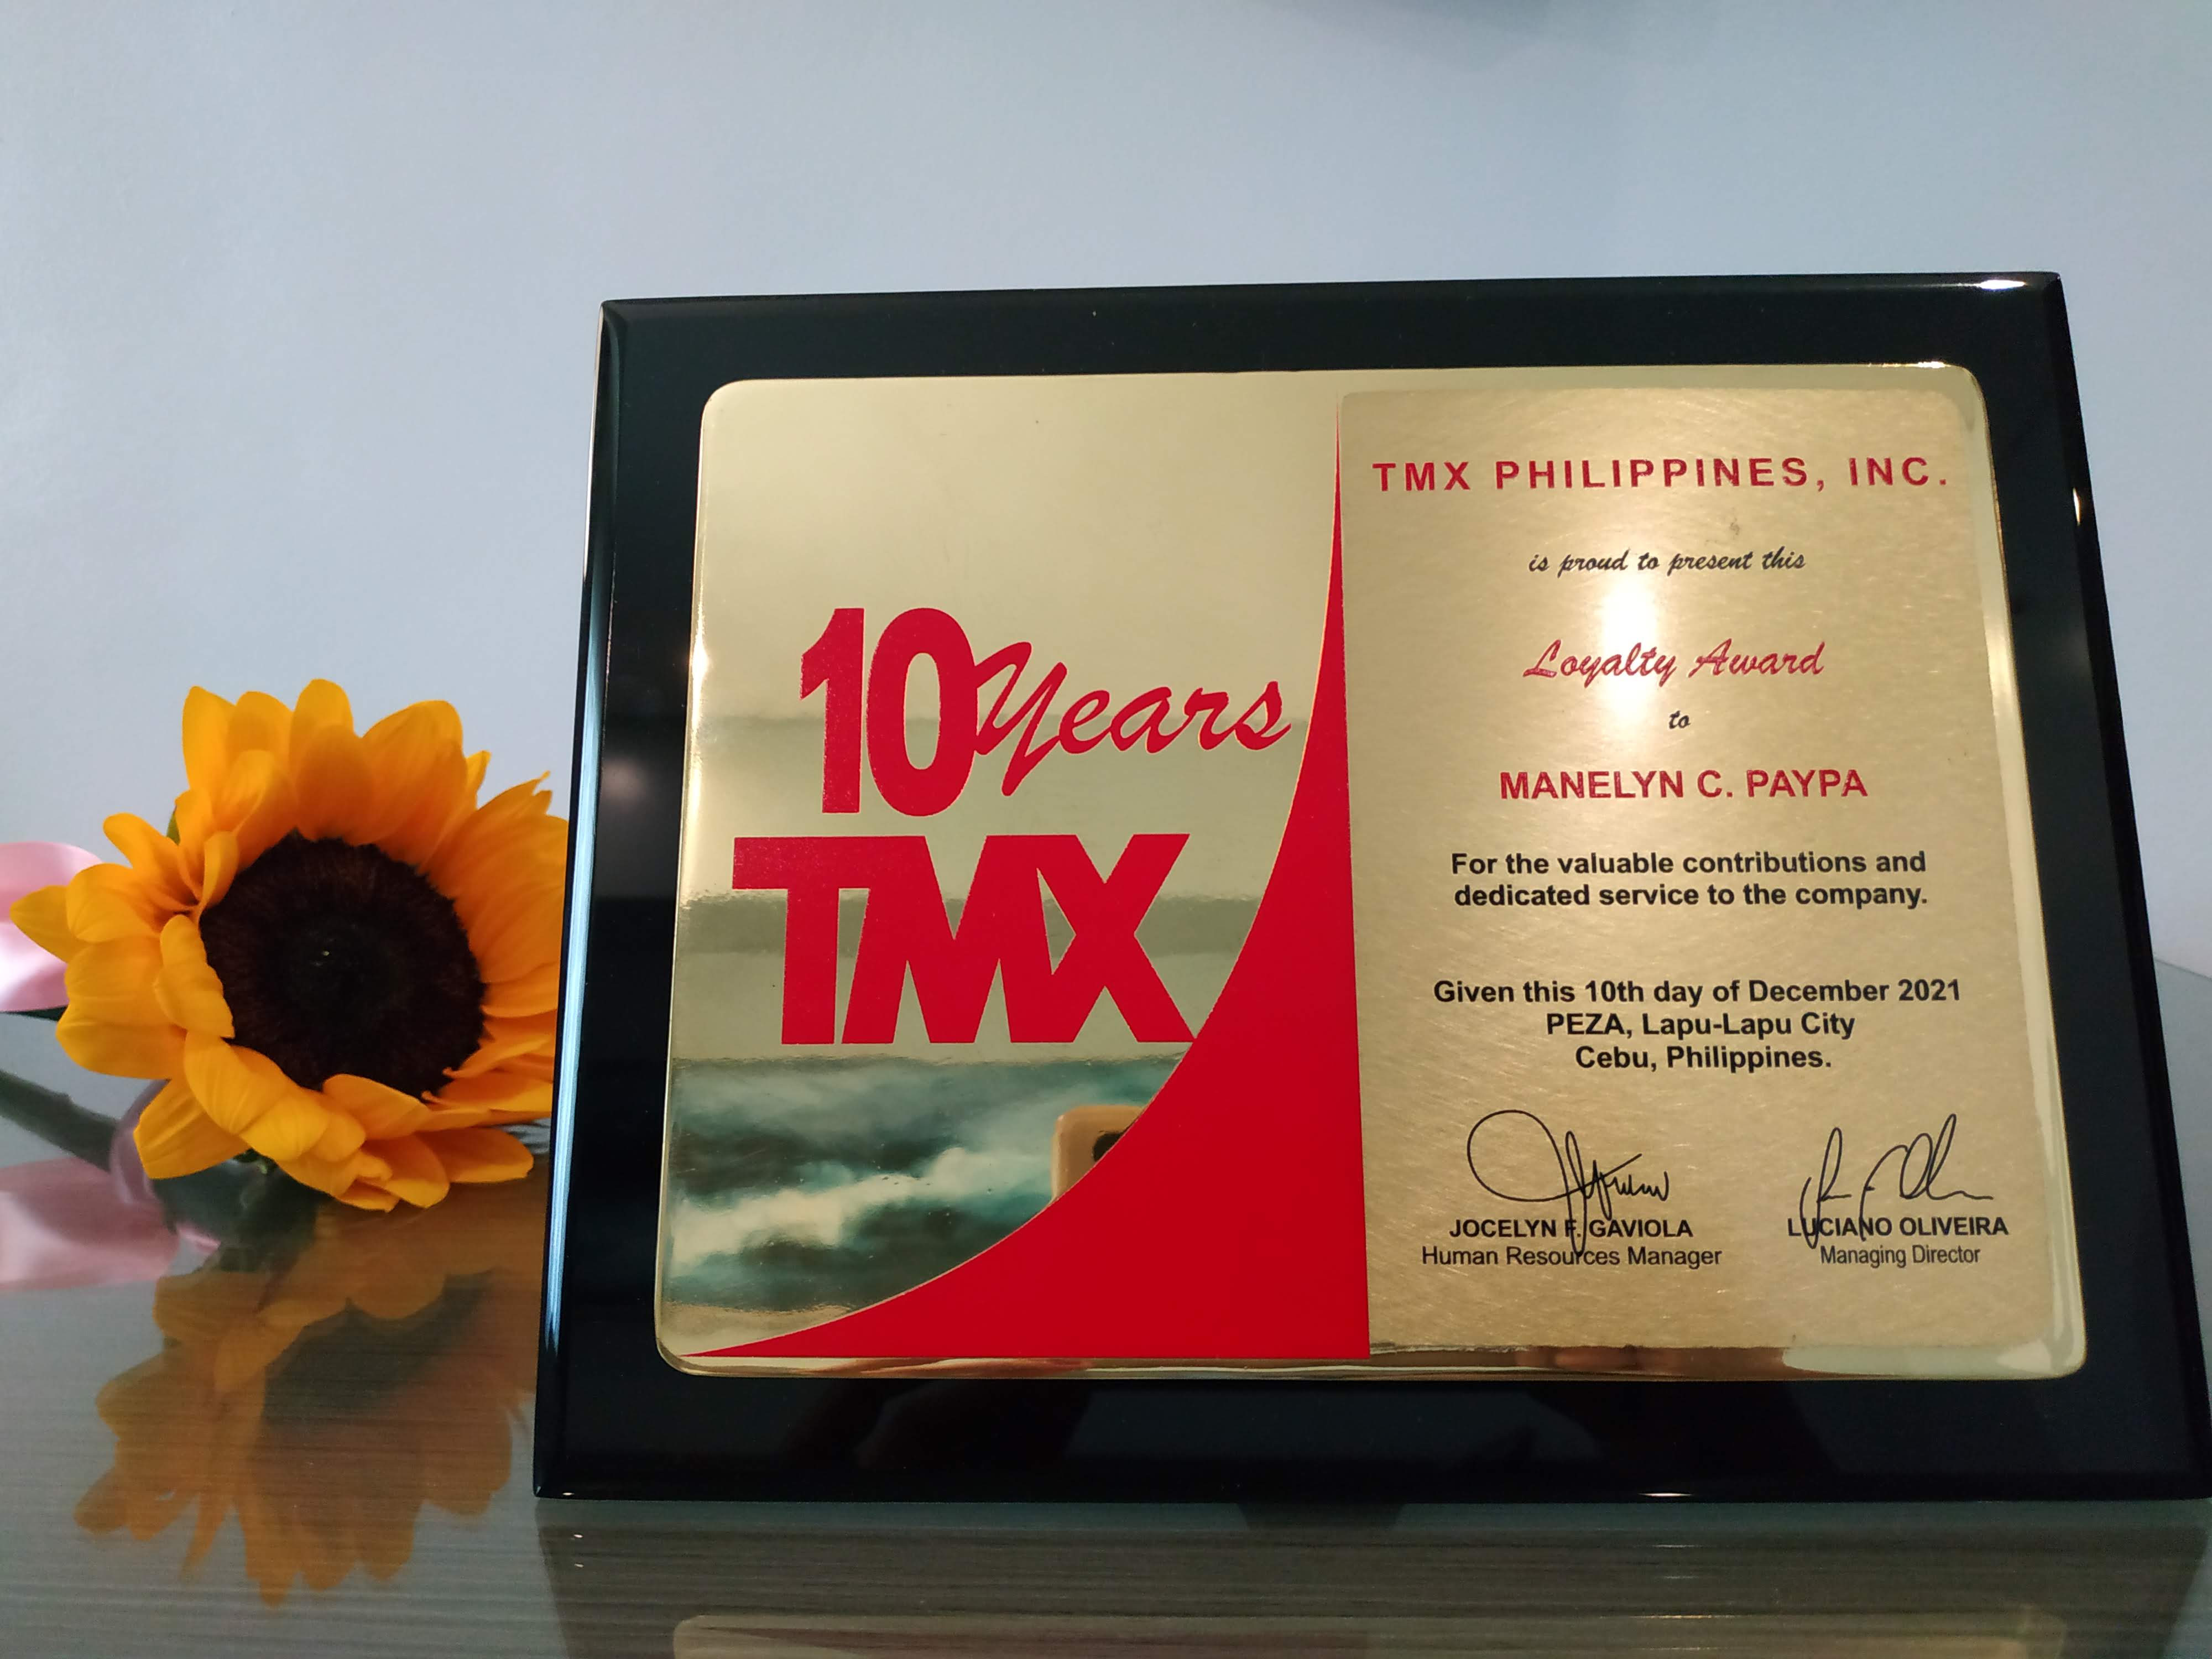 10 Years
TMX
TMX PHILIPPINES, INC.
is proud to present this
Loyalty Award
to
MANELYN C. PAYPA
For the valuable contributions and
dedicated service to the company.
Given this 10th day of December 2021
PEZA, Lapu-Lapu City
Cebu, Philippines.
JOCELYN F. GAVIOLA
Human Resources Manager
LUCIANO OLIVEIRA
Managing Director